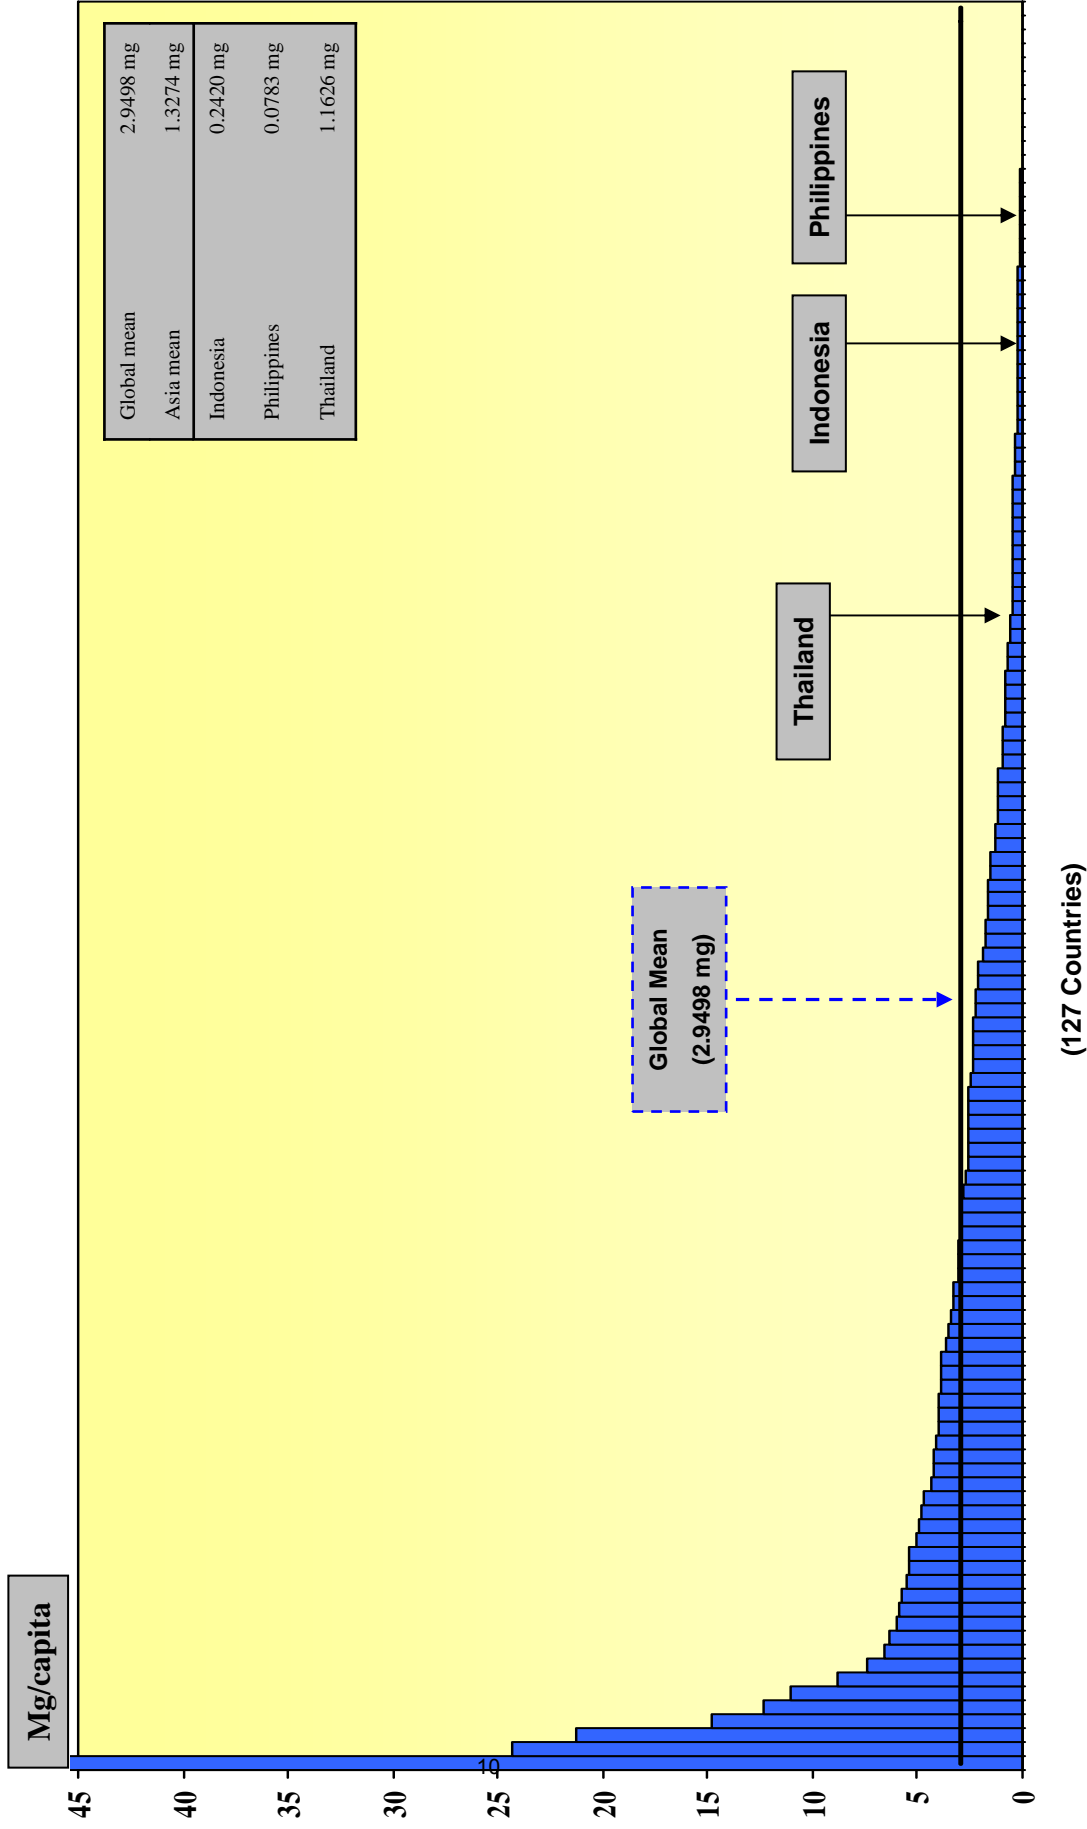 Mg/capita
45
40
35
30
25
20
15
10
5
0
Global mean 2.9498 mg
Asia mean 1.3274 mg
Indonesia 0.2420 mg
Philippines 0.0783 mg
Thailand 1.1626 mg
Global Mean
(2.9498 mg)
Thailand
Indonesia
Philippines
(127 Countries)
10